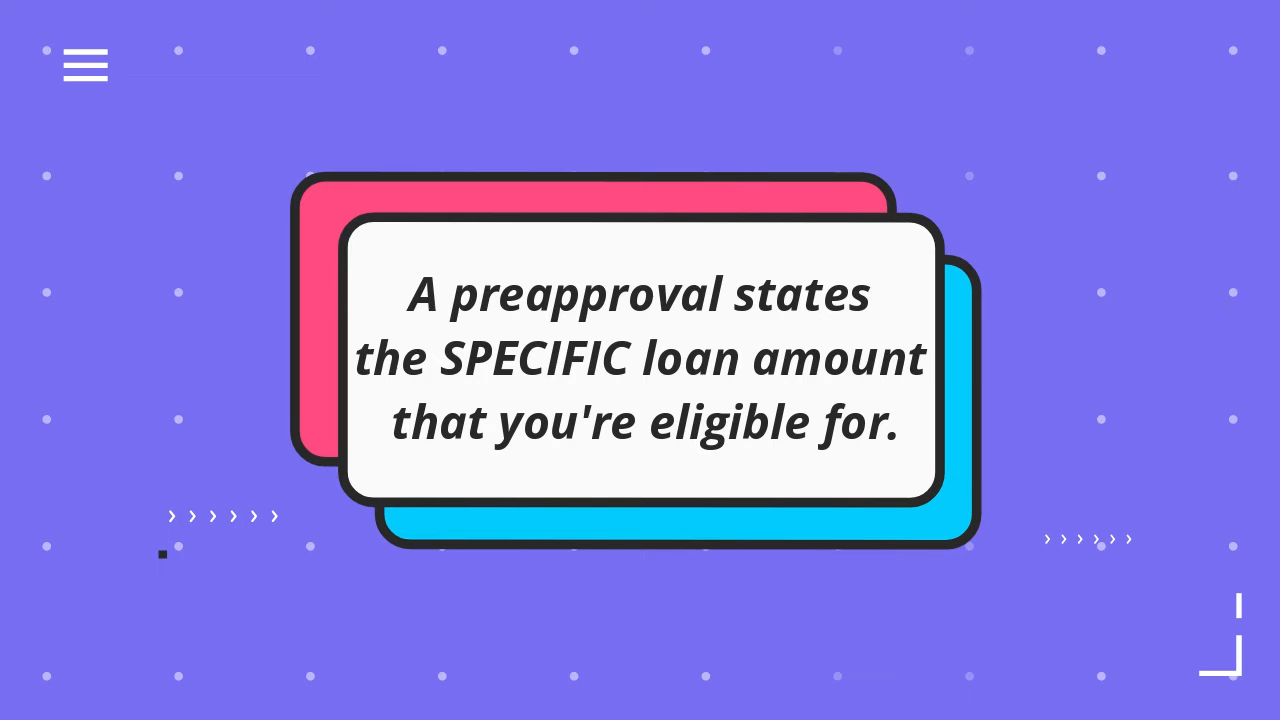 A preapproval states
the SPECIFIC loan amount
that you're eligible for.